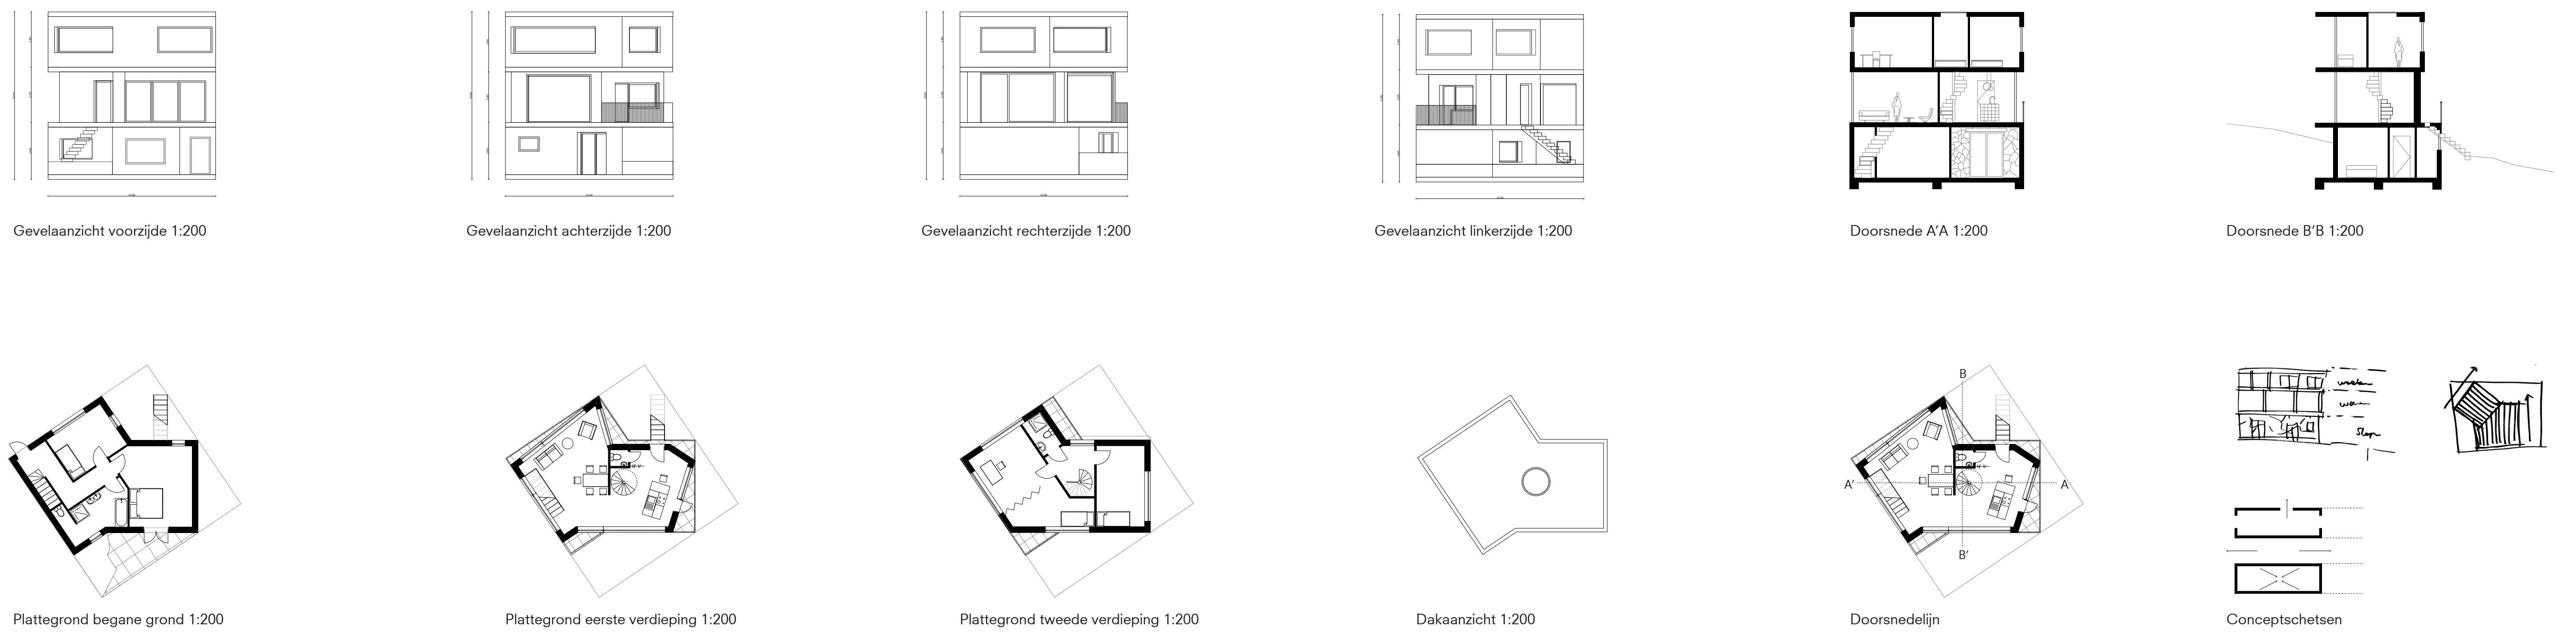 Gevelaanzicht voorzijde 1:200
Gevelaanzicht achterzijde 1:200
Gevelaanzicht rechterzijde 1:200
Gevelaanzicht linkerzijde 1:200
Doorsnede A'A 1:200
Doorsnede B'B 1:200
B
A'
A
B'
Plattegrond begane grond 1:200
Plattegrond eerste verdieping 1:200
Plattegrond tweede verdieping 1:200
Dakaanzicht 1:200
Doorsnedelijn
Conceptschetsen